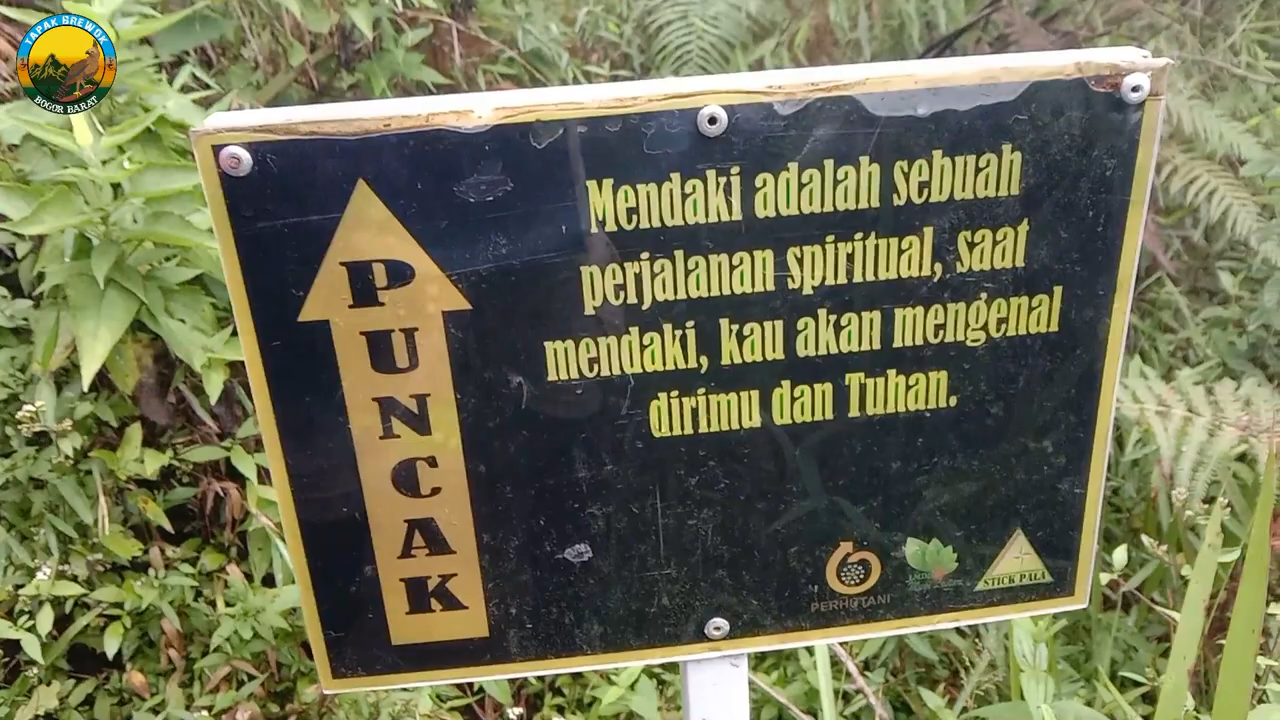 TAPAK BREWOK
BOGOR BARAT
PUNCAK
Mendaki adalah sebuah
perjalanan spiritual, saat
mendaki, kau akan mengenal
dirimu dan Tuhan.
PERHUTANI
STICK PALA